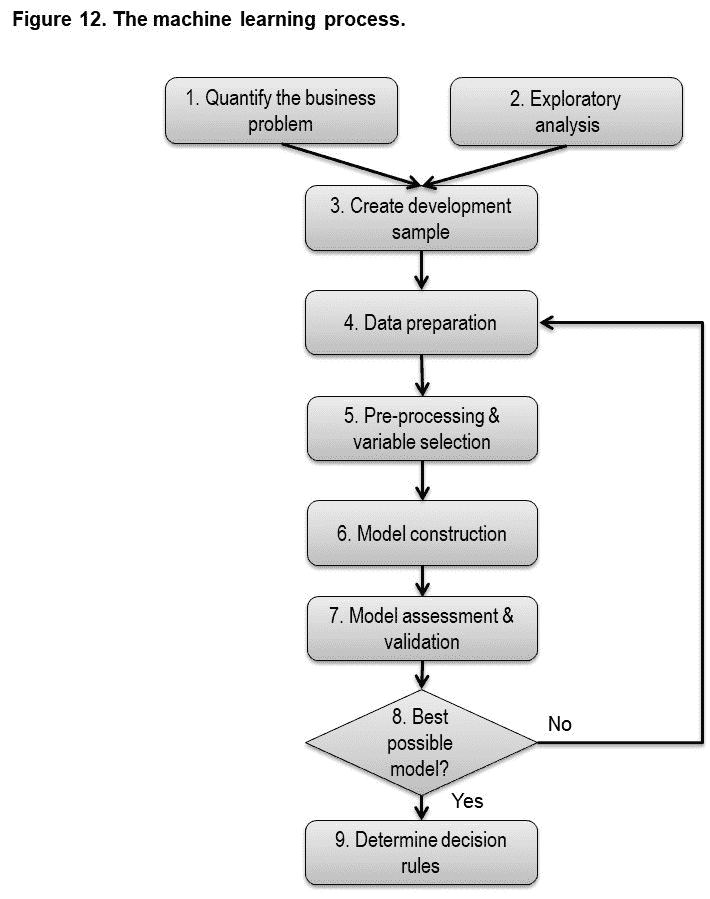 Figure 12. The machine learning process.
1. Quantify the business
problem
2. Exploratory
analysis
3. Create development
sample
4. Data preparation
5. Pre-processing &
variable selection
6. Model construction
7. Model assessment &
validation
8. Best
possible
model?
No
Yes
9. Determine decision
rules